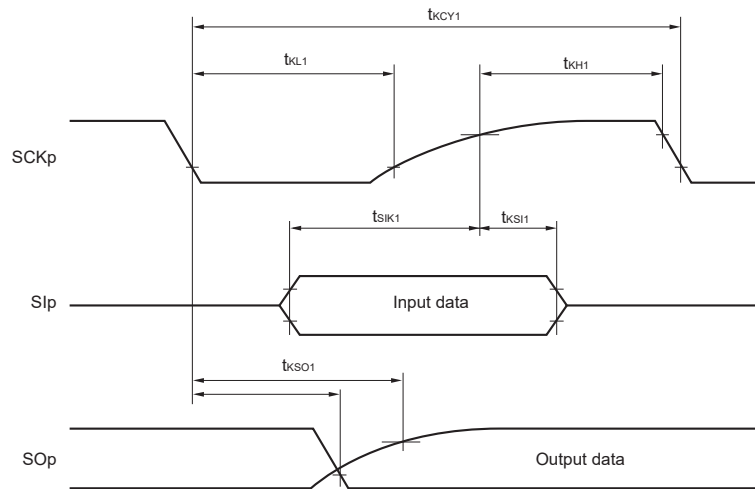 tKCY1
tKL1
tKH1
SCKp
tSIK1
tKSI1
SIp
Input data
tKSO1
SOp
Output data